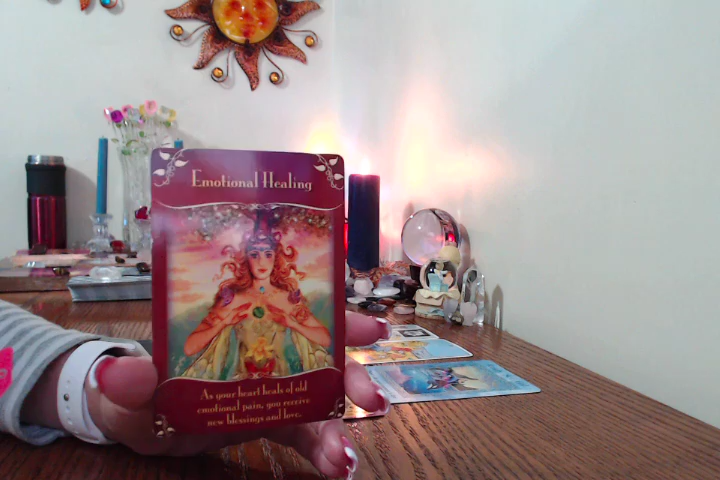 Emotional Healing
As your heart heals of old
emotional pain, you receive
new blessings and love.